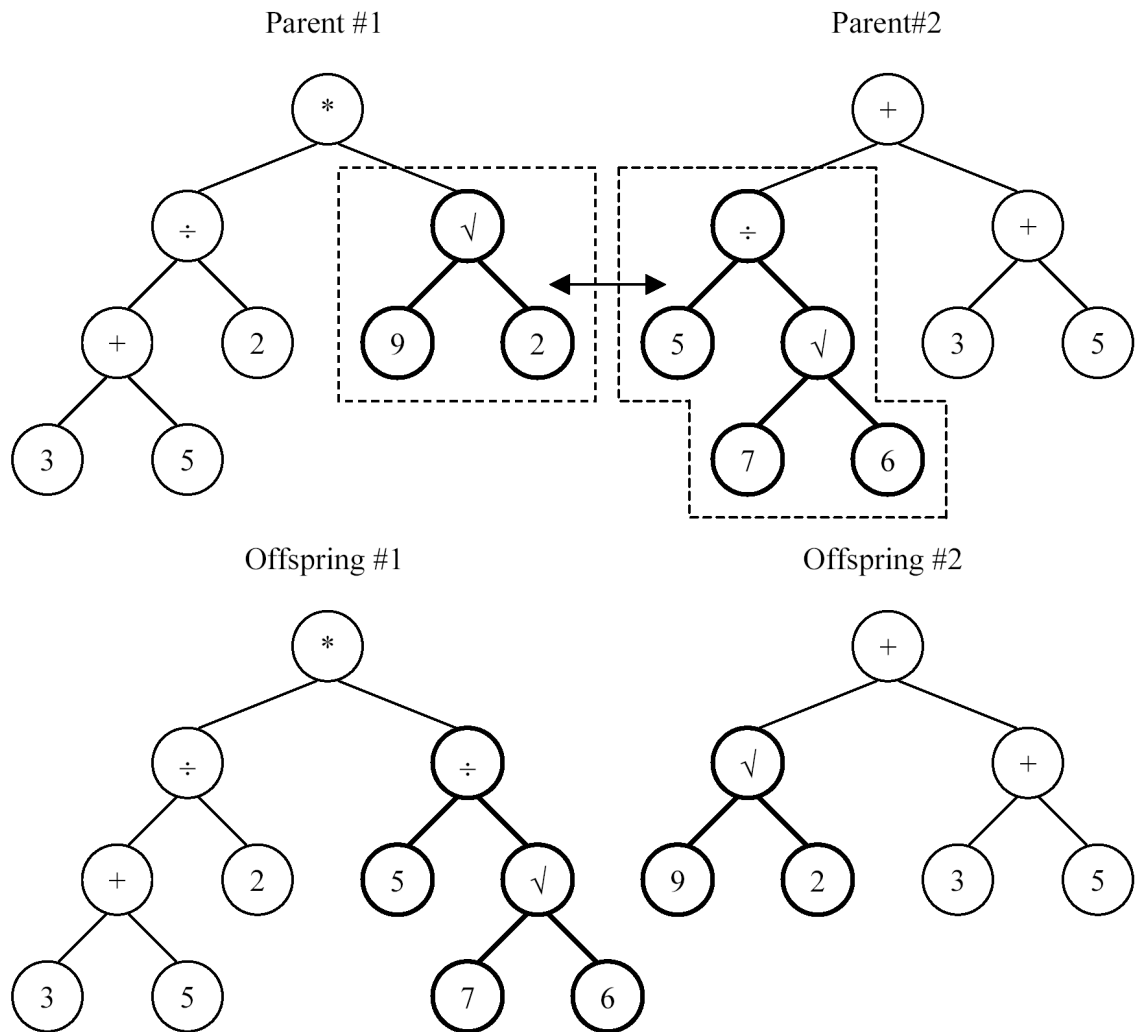 Parent #1 Parent#2
* +
÷ √ ÷ +
+ 2 9 2 5 √ 3 5
3 5 7 6
Offspring #1 Offspring #2
* +
÷ ÷ √ +
+ 2 5 √ 9 2 3 5
3 5 7 6